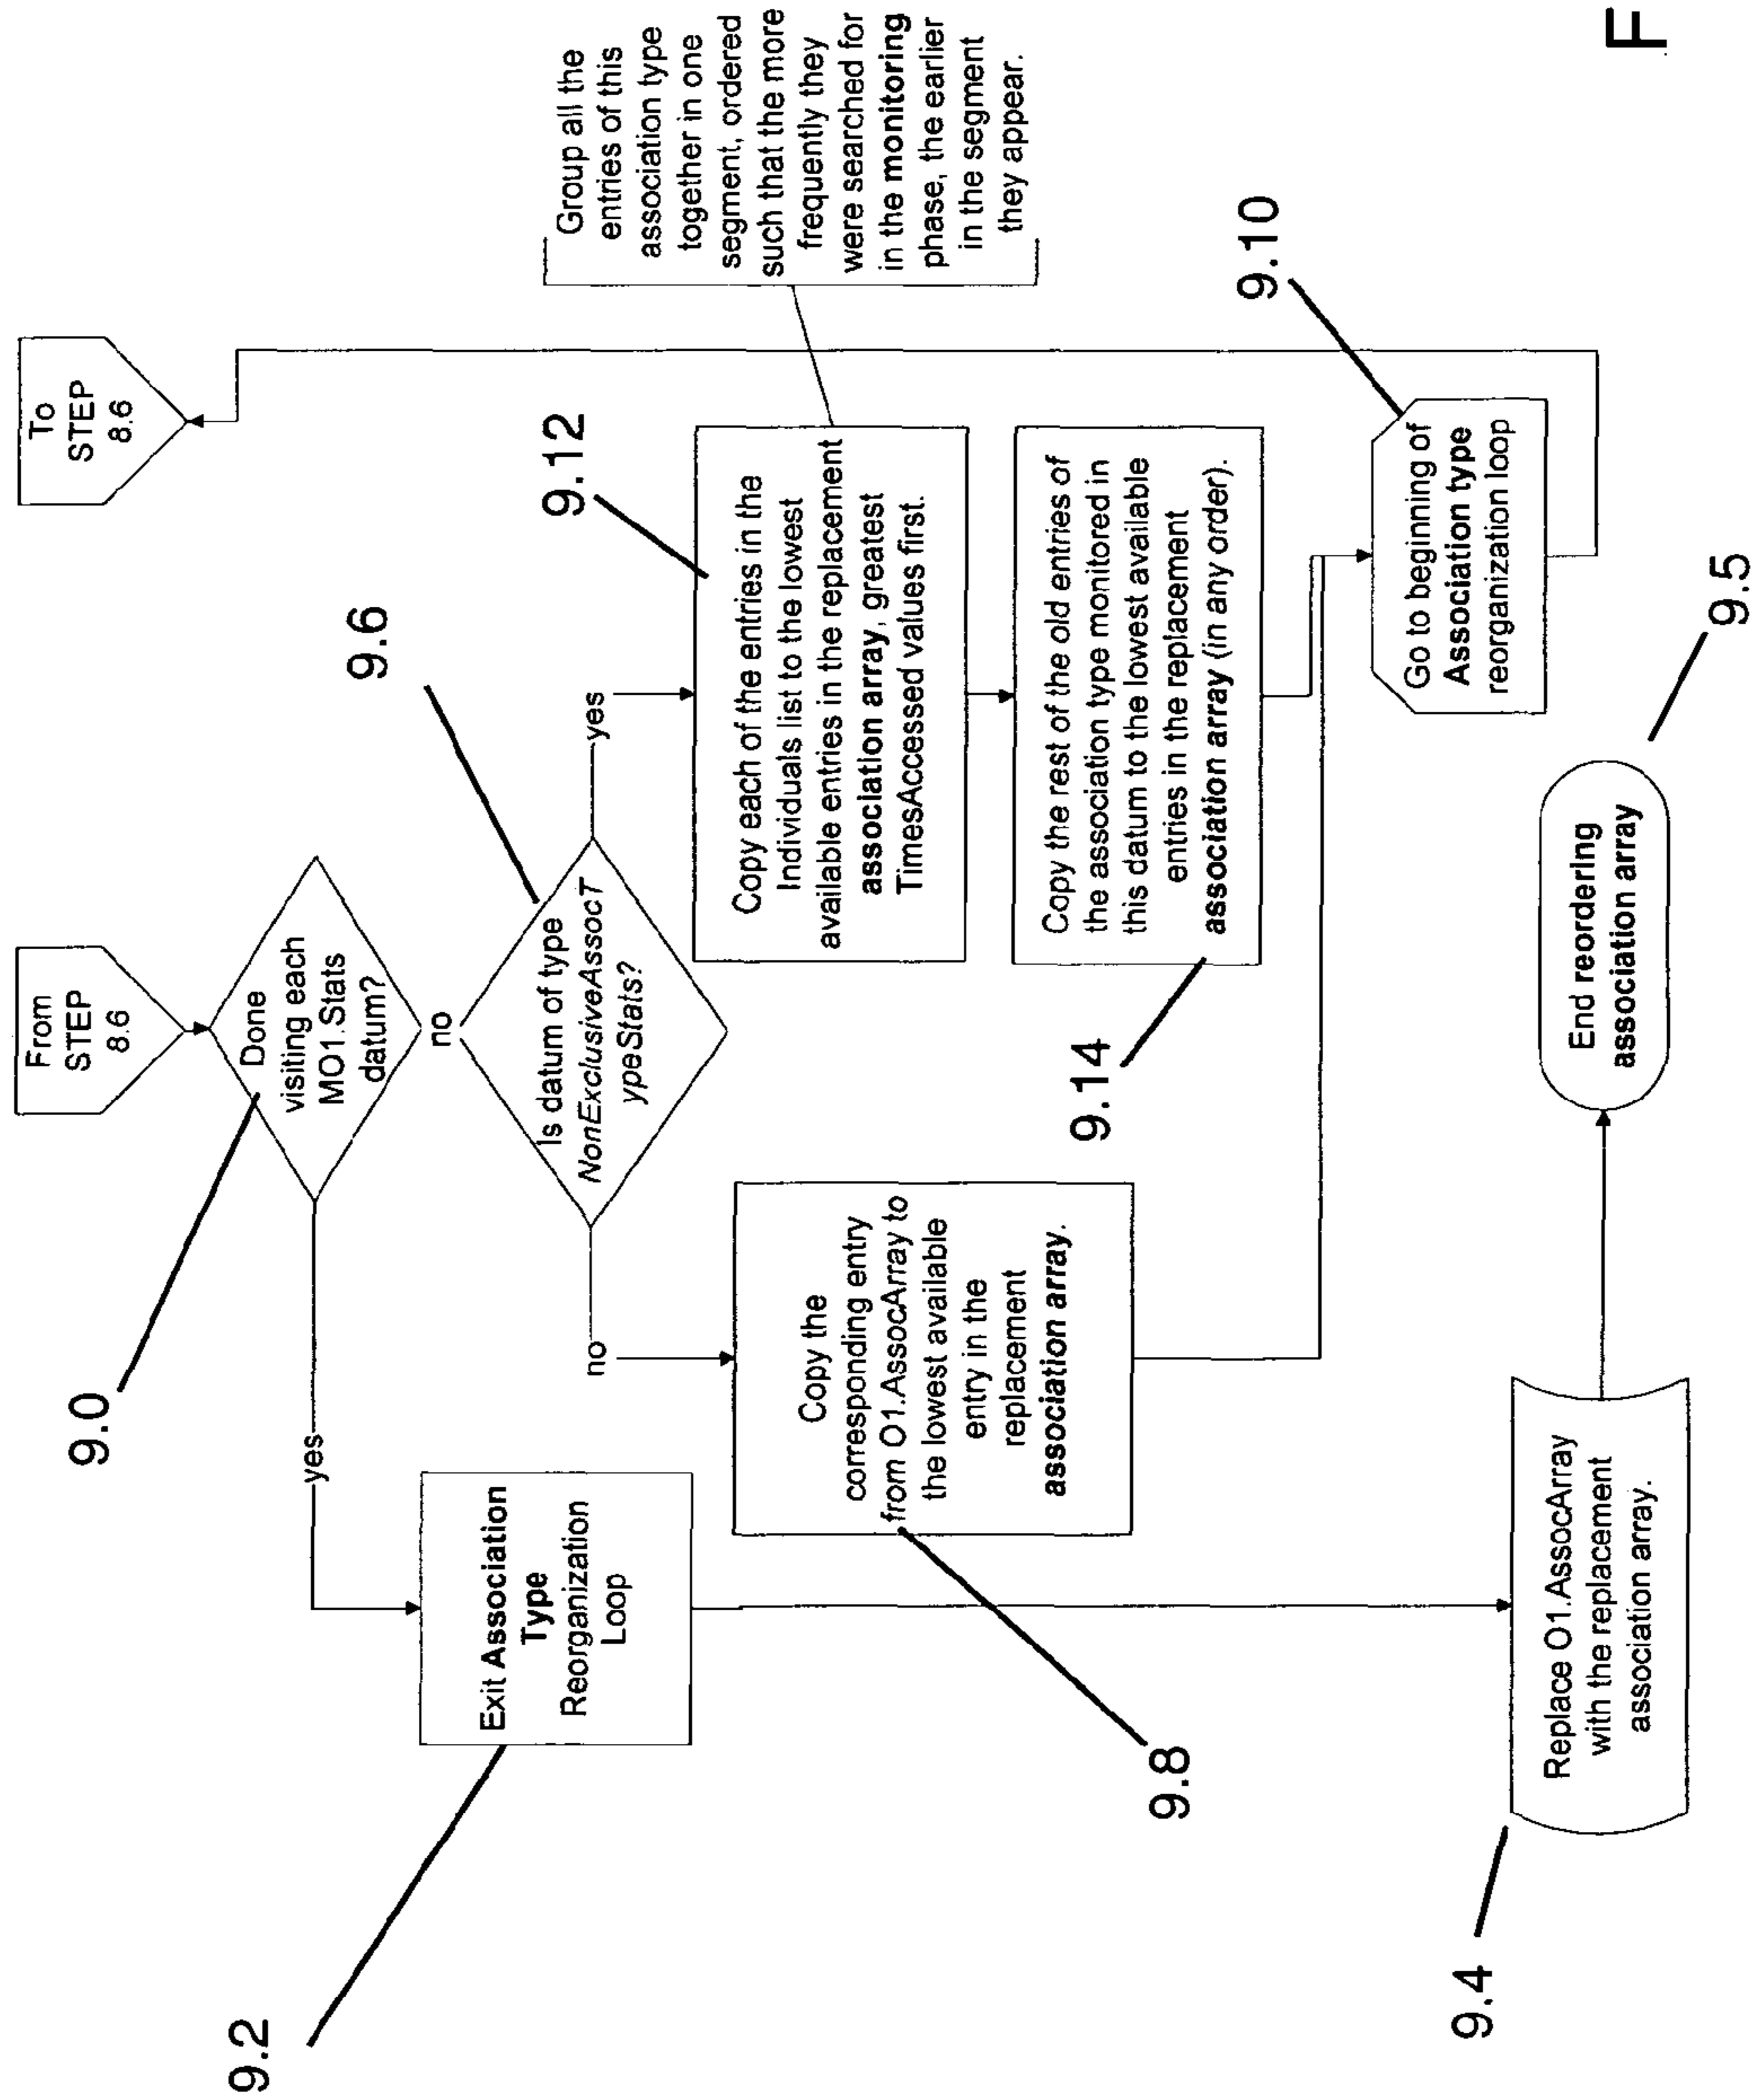 From
STEP
8.6
To
STEP
8.6
9.0
Done
visiting each
MO1.Stats
datum?
yes
no
9.2
Exit Association
Type
Reorganization
Loop
9.6
Is datum of type
NonExclusiveAssocT
ypeStats?
no
yes
9.8
Copy the
corresponding entry
from O1.AssocArray to
the lowest available
entry in the
replacement
association array.
9.12
Copy each of the entries in the
Individuals list to the lowest
available entries in the replacement
association array, greatest
TimesAccessed values first.
Group all the
entries of this
association type
together in one
segment, ordered
such that the more
frequently they
were searched for
in the monitoring
phase, the earlier
in the segment
they appear.
9.14
Copy the rest of the old entries of
the association type monitored in
this datum to the lowest available
entries in the replacement
association array (in any order).
9.10
Go to beginning of
Association type
reorganization loop
9.4
Replace O1.AssocArray
with the replacement
association array.
End reordering
association array
9.5
F